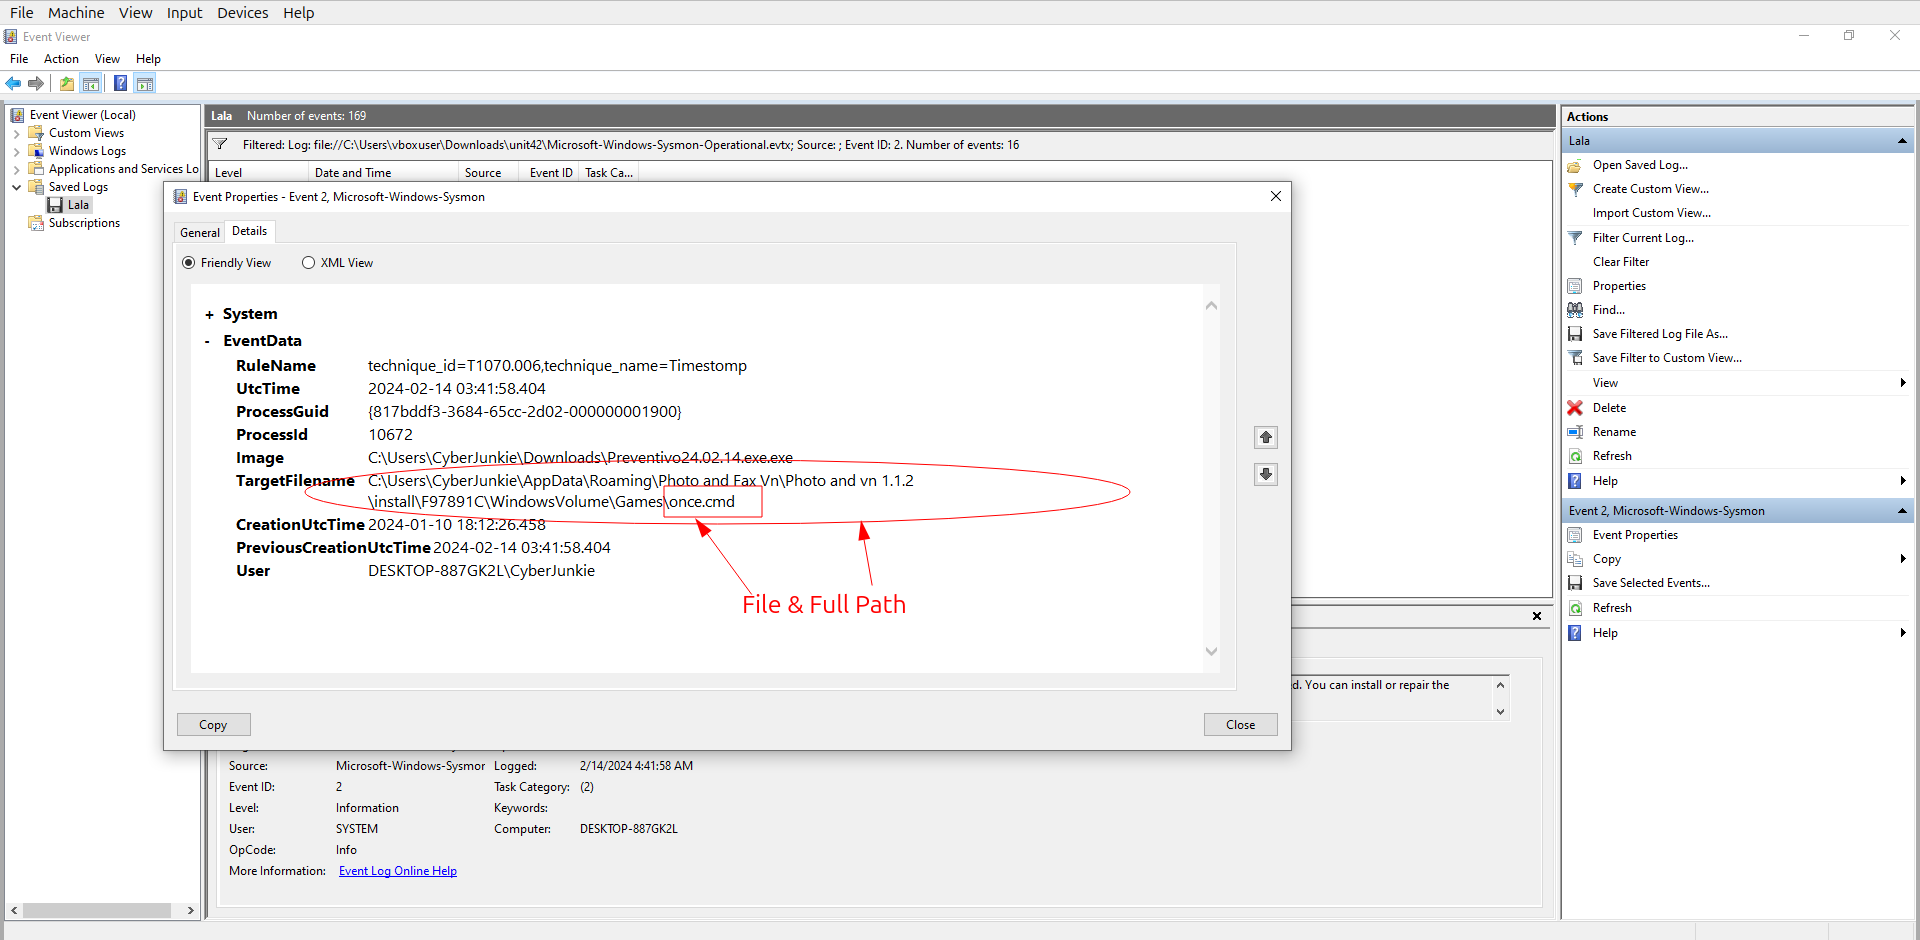 File Machine View Input Devices Help
Event Viewer
File Action View Help
Event Viewer (Local)
Custom Views
Windows Logs
Applications and Services Lo
Saved Logs
Lala
Subscriptions
Lala Number of events: 169
Filtered: Log: file://C:\Users\vboxuser\Downloads\unit42\Microsoft-Windows-Sysmon-Operational.evtx; Source: ; Event ID: 2. Number of events: 16
Level Date and Time Source Event ID Task Ca...
Event Properties - Event 2, Microsoft-Windows-Sysmon
General Details
Friendly View XML View
+ System
- EventData
RuleName technique_id=T1070.006,technique_name=Timestomp
UtcTime 2024-02-14 03:41:58.404
ProcessGuid {817bddf3-3684-65cc-2d02-000000001900}
ProcessId 10672
Image C:\Users\CyberJunkie\Downloads\Preventivo24.02.14.exe.exe
TargetFilename C:\Users\CyberJunkie\AppData\Roaming\Photo and Fax Vn\Photo and vn 1.1.2
\install\F97891C\WindowsVolume\Games\once.cmd
CreationUtcTime 2024-01-10 18:12:26.458
PreviousCreationUtcTime 2024-02-14 03:41:58.404
User DESKTOP-887GK2L\CyberJunkie
File & Full Path
Copy Close
d. You can install or repair the
Source: Microsoft-Windows-Sysmor Logged: 2/14/2024 4:41:58 AM
Event ID: 2 Task Category: (2)
Level: Information Keywords:
User: SYSTEM Computer: DESKTOP-887GK2L
OpCode: Info
More Information: Event Log Online Help
Actions
Lala
Open Saved Log...
Create Custom View...
Import Custom View...
Filter Current Log...
Clear Filter
Properties
Find...
Save Filtered Log File As...
Save Filter to Custom View...
View
Delete
Rename
Refresh
Help
Event 2, Microsoft-Windows-Sysmon
Event Properties
Copy
Save Selected Events...
Refresh
Help